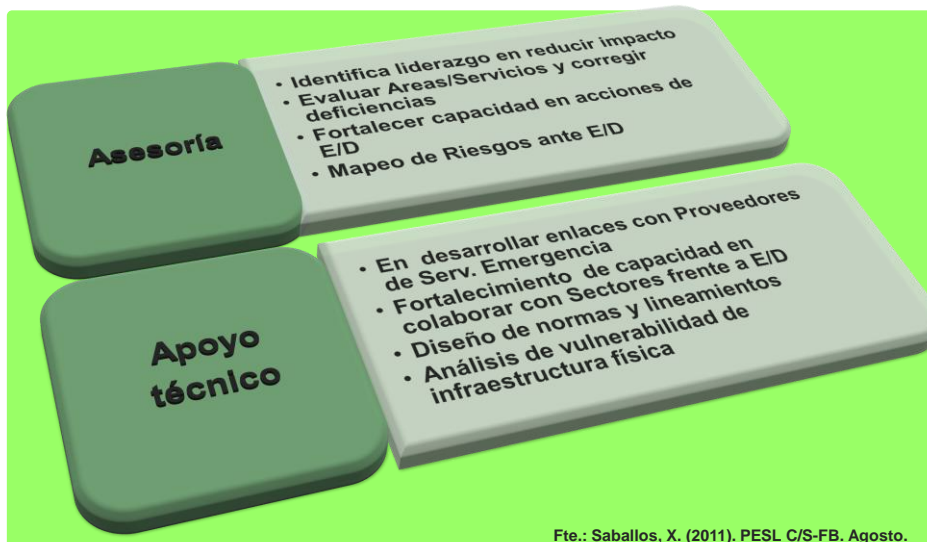 Asesoría
• Identifica liderazgo en reducir impacto
• Evaluar Areas/Servicios y corregir
deficiencias
• Fortalecer capacidad en acciones de
E/D
• Mapeo de Riesgos ante E/D
Apoyo
técnico
• En desarrollar enlaces con Proveedores
de Serv. Emergencia
• Fortalecimiento de capacidad en
colaborar con Sectores frente a E/D
• Diseño de normas y lineamientos
• Análisis de vulnerabilidad de
infraestructura física
Fte.: Saballos, X. (2011). PESL C/S-FB. Agosto.